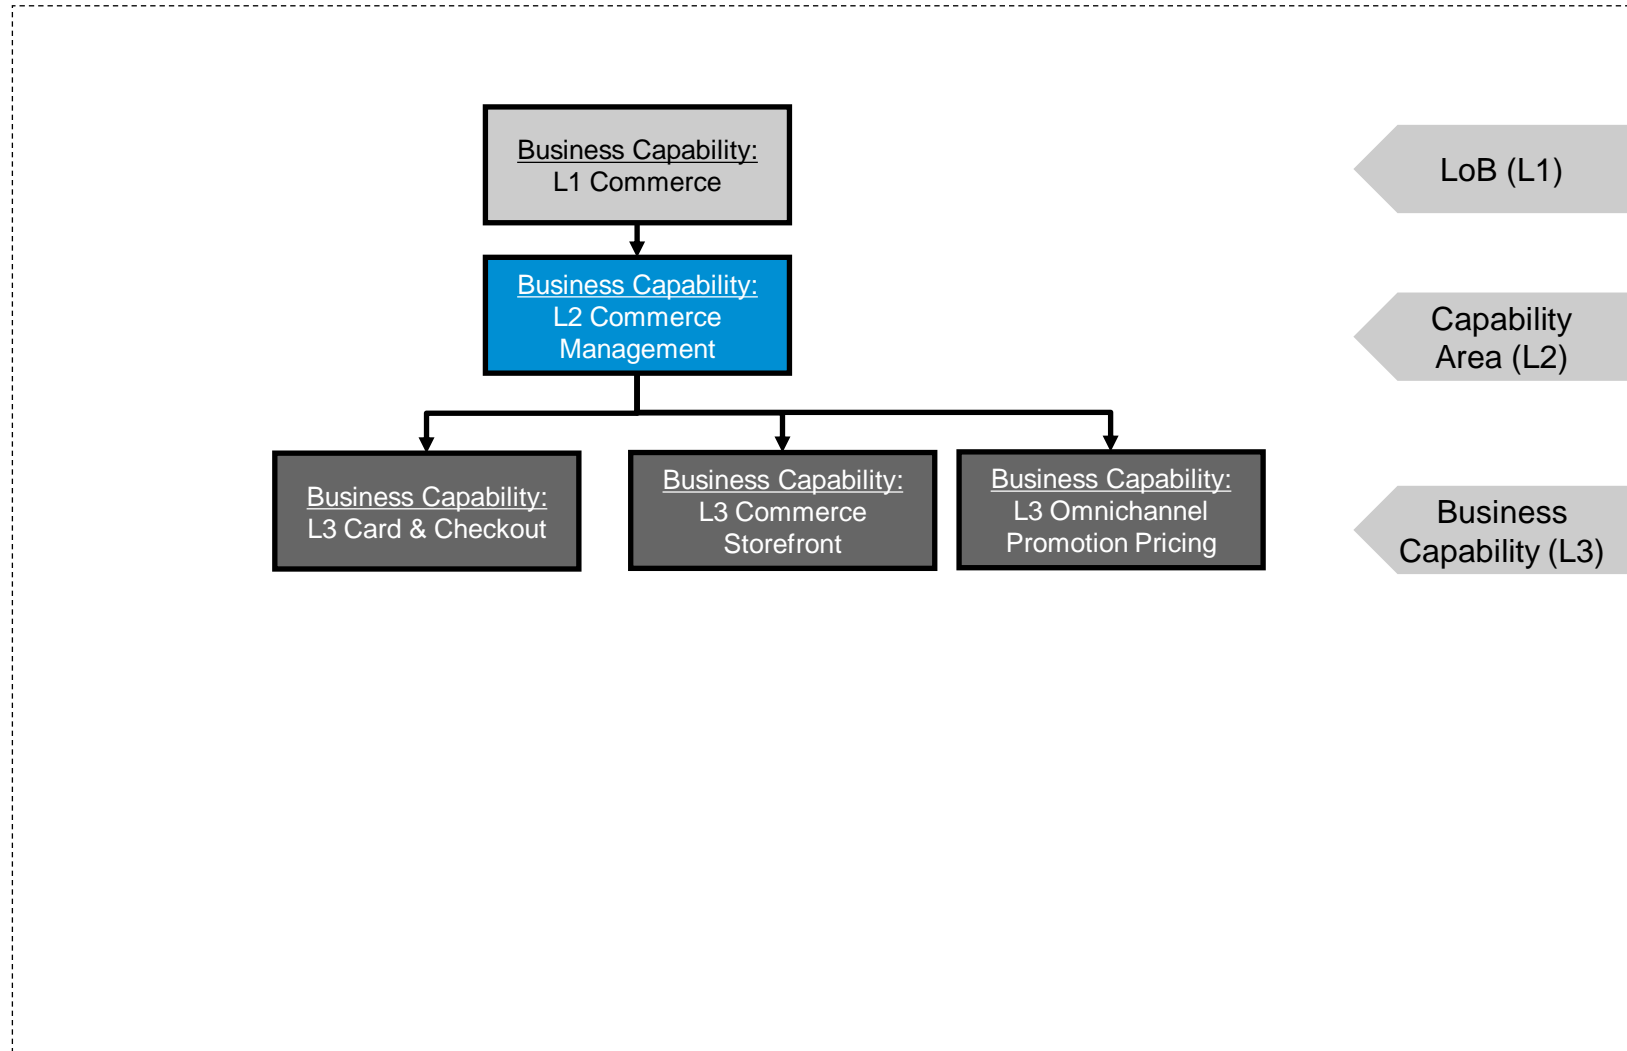 Business Capability:
L1 Commerce
LoB (L1)
Business Capability:
L2 Commerce
Management
Capability
Area (L2)
Business Capability:
L3 Card & Checkout
Business Capability:
L3 Commerce
Storefront
Business Capability:
L3 Omnichannel
Promotion Pricing
Business
Capability (L3)